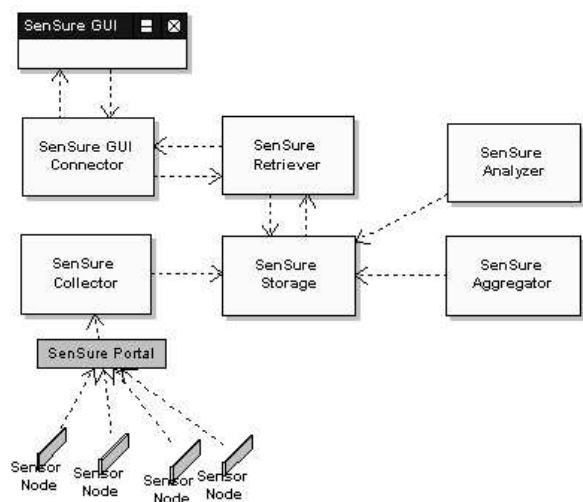 SenSure GUI
SenSure GUI
Connector
SenSure
Retriever
SenSure
Analyzer
SenSure
Collector
SenSure
Storage
SenSure
Aggregator
SenSure Portal
Sensor
Node
Sensor
Node
Sensor
Node
Sensor
Node